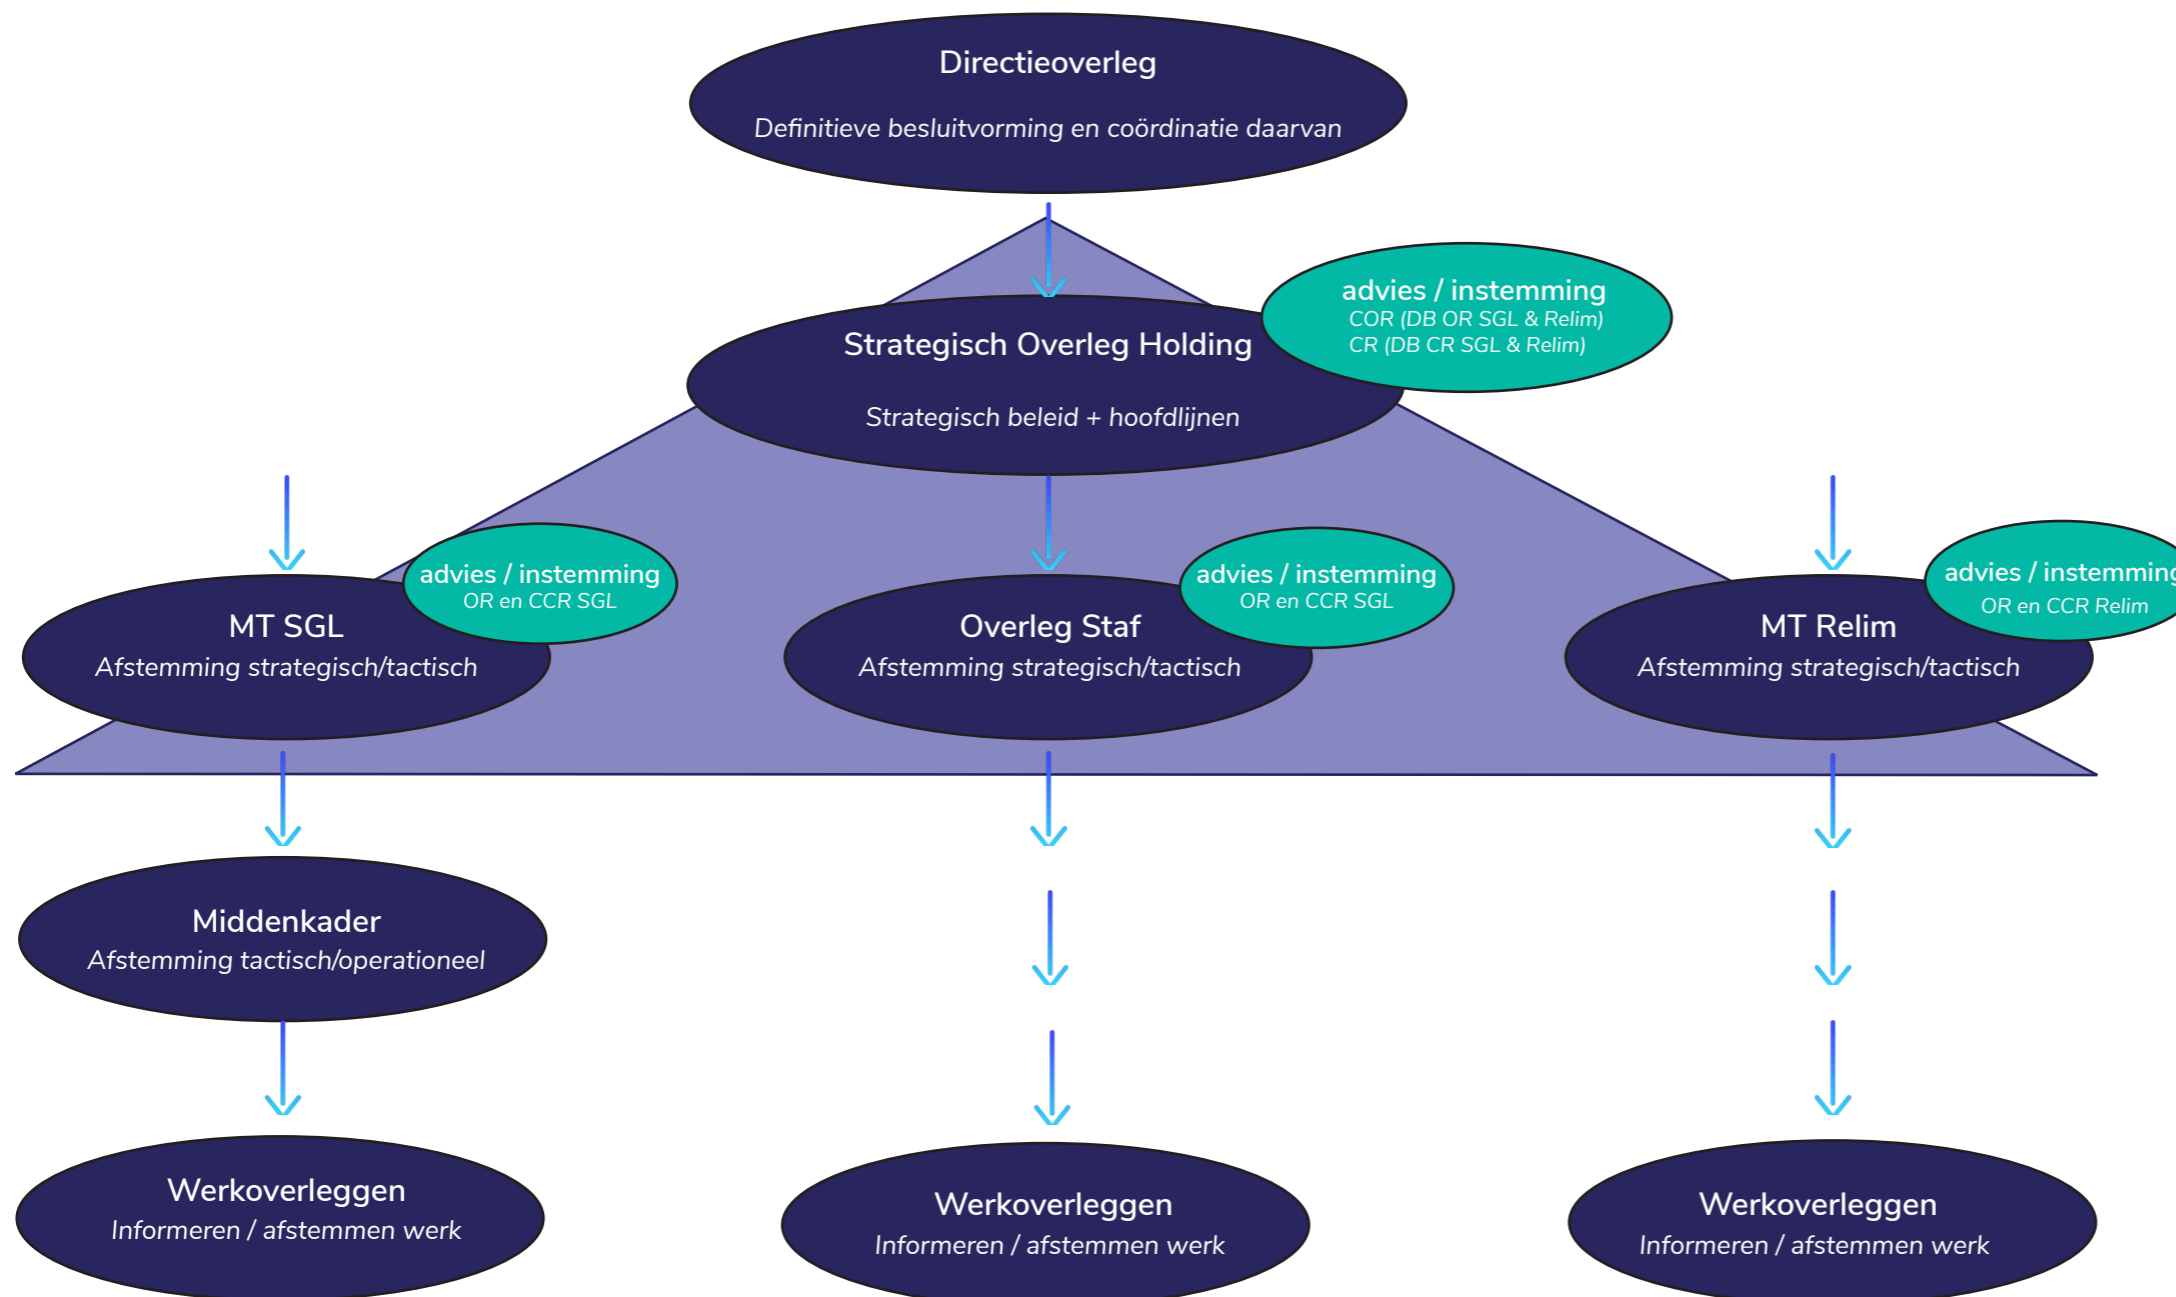 Directieoverleg
Definitieve besluitvorming en coördinatie daarvan
advies / instemming
COR (DB OR SGL & Relim)
CR (DB CR SGL & Relim)
Strategisch Overleg Holding
Strategisch beleid + hoofdlijnen
advies / instemming
OR en CCR SGL
MT SGL
Afstemming strategisch/tactisch
advies / instemming
OR en CCR SGL
Overleg Staf
Afstemming strategisch/tactisch
advies / instemming
OR en CCR Relim
MT Relim
Afstemming strategisch/tactisch
Middenkader
Afstemming tactisch/operationeel
Werkoverleggen
Informeren / afstemmen werk
Werkoverleggen
Informeren / afstemmen werk
Werkoverleggen
Informeren / afstemmen werk